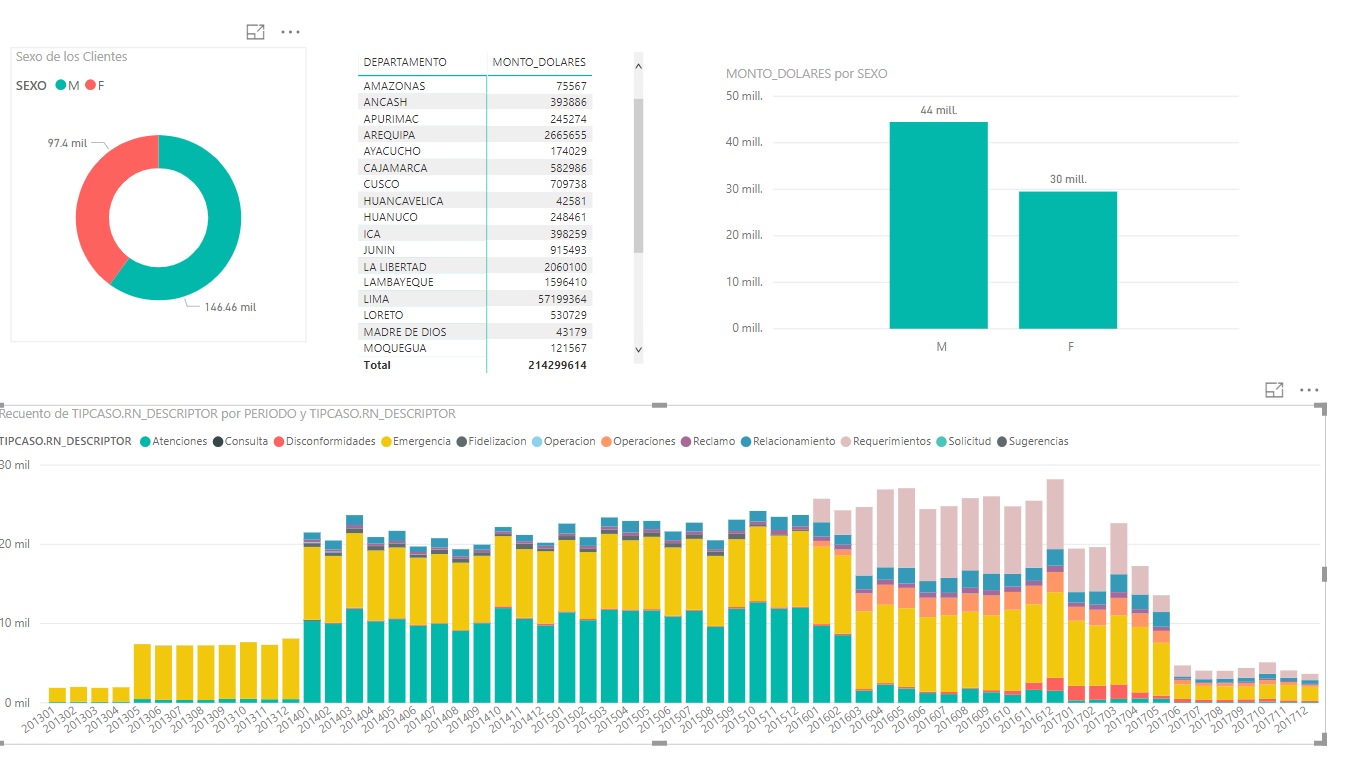 Sexo de los Clientes
SEXO M F
97.4 mil
146.46 mil
DEPARTAMENTO MONTO_DOLARES
AMAZONAS 75567
ANCASH 393886
APURIMAC 245274
AREQUIPA 2665655
AYACUCHO 174029
CAJAMARCA 582986
CUSCO 709738
HUANCAVELICA 42581
HUANUCO 248461
ICA 398259
JUNIN 915493
LA LIBERTAD 2060100
LAMBAYEQUE 1596410
LIMA 57199364
LORETO 530729
MADRE DE DIOS 43179
MOQUEGUA 121567
Total 214299614
MONTO_DOLARES por SEXO
50 mill.
40 mill.
30 mill.
20 mill.
10 mill.
0 mill.
44 mill.
30 mill.
M F
Recuento de TIPCASO.RN_DESCRIPTOR por PERIODO y TIPCASO.RN_DESCRIPTOR
TIPCASO.RN_DESCRIPTOR Atenciones Consulta Disconformidades Emergencia Fidelizacion Operacion Operaciones Reclamo Relacionamiento Requerimientos Solicitud Sugerencias
30 mil
20 mil
10 mil
0 mil
201301 201302 201303 201304 201305 201306 201307 201308 201309 201310 201311 201312 201401 201402 201403 201404 201405 201406 201407 201408 201409 201410 201411 201412 201501 201502 201503 201504 201505 201506 201507 201508 201509 201510 201511 201512 201601 201602 201603 201604 201605 201606 201607 201608 201609 201610 201611 201612 201701 201702 201703 201704 201705 201706 201707 201708 201709 201710 201711 201712